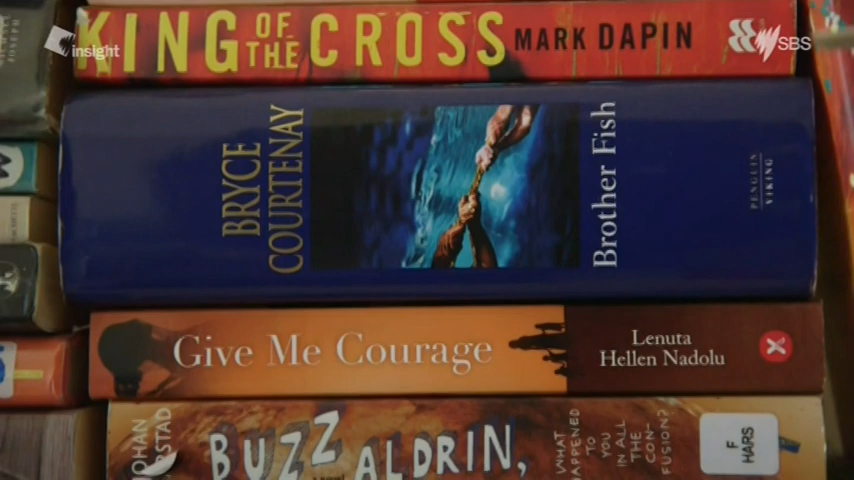 insight
SBS
KING OF THE CROSS MARK DAPIN
BRYCE
COURTENAY
Brother Fish
PENGUIN
VIKING
Give Me Courage
Lenuta
Hellen Nadolu
JOHAN
BUZZ ALDRIN,
WHAT
HAPPENED
TO
YOU
IN ALL
THE
CON-
FUSION?
F
HARS